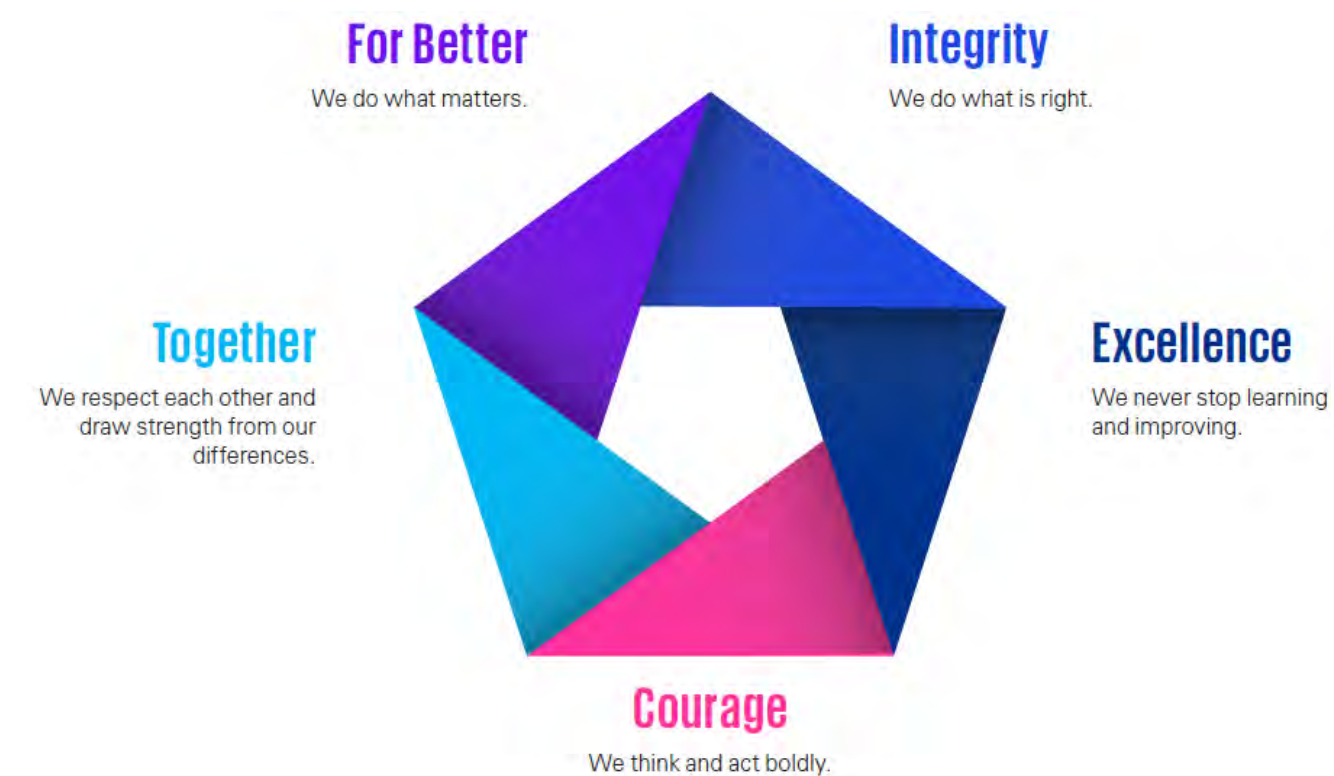 For Better
We do what matters.
Integrity
We do what is right.
Together
We respect each other and
draw strength from our
differences.
Excellence
We never stop learning
and improving.
Courage
We think and act boldly.